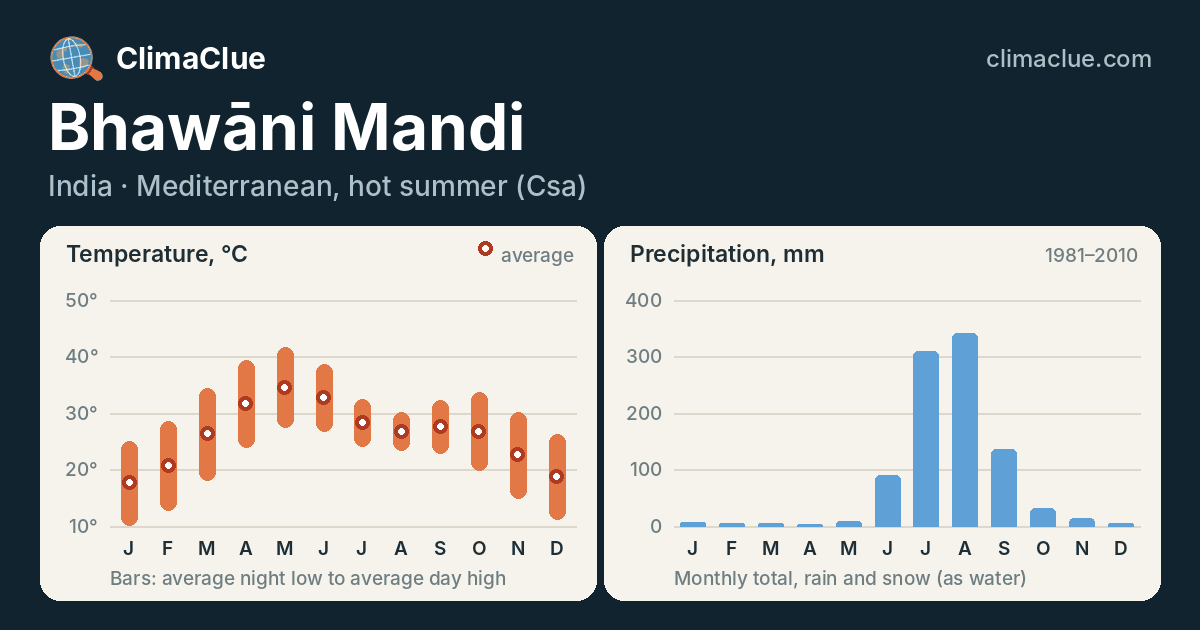 ClimaClue
climaclue.com
Bhawāni Mandi
India · Mediterranean, hot summer (Csa)
Temperature, °C
average
50°
40°
30°
20°
10°
J F M A M J J A S O N D
Bars: average night low to average day high
Precipitation, mm
1981–2010
400
300
200
100
0
J F M A M J J A S O N D
Monthly total, rain and snow (as water)